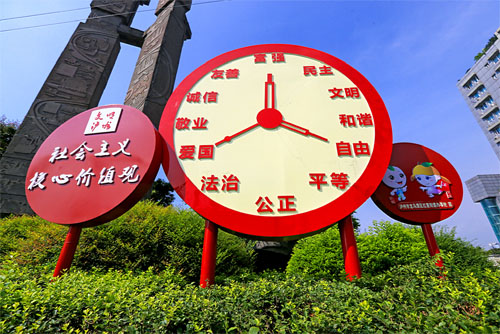 文明
泸州
社会主义
核心价值观
富强
民主
文明
和谐
自由
平等
公正
法治
爱国
敬业
诚信
友善